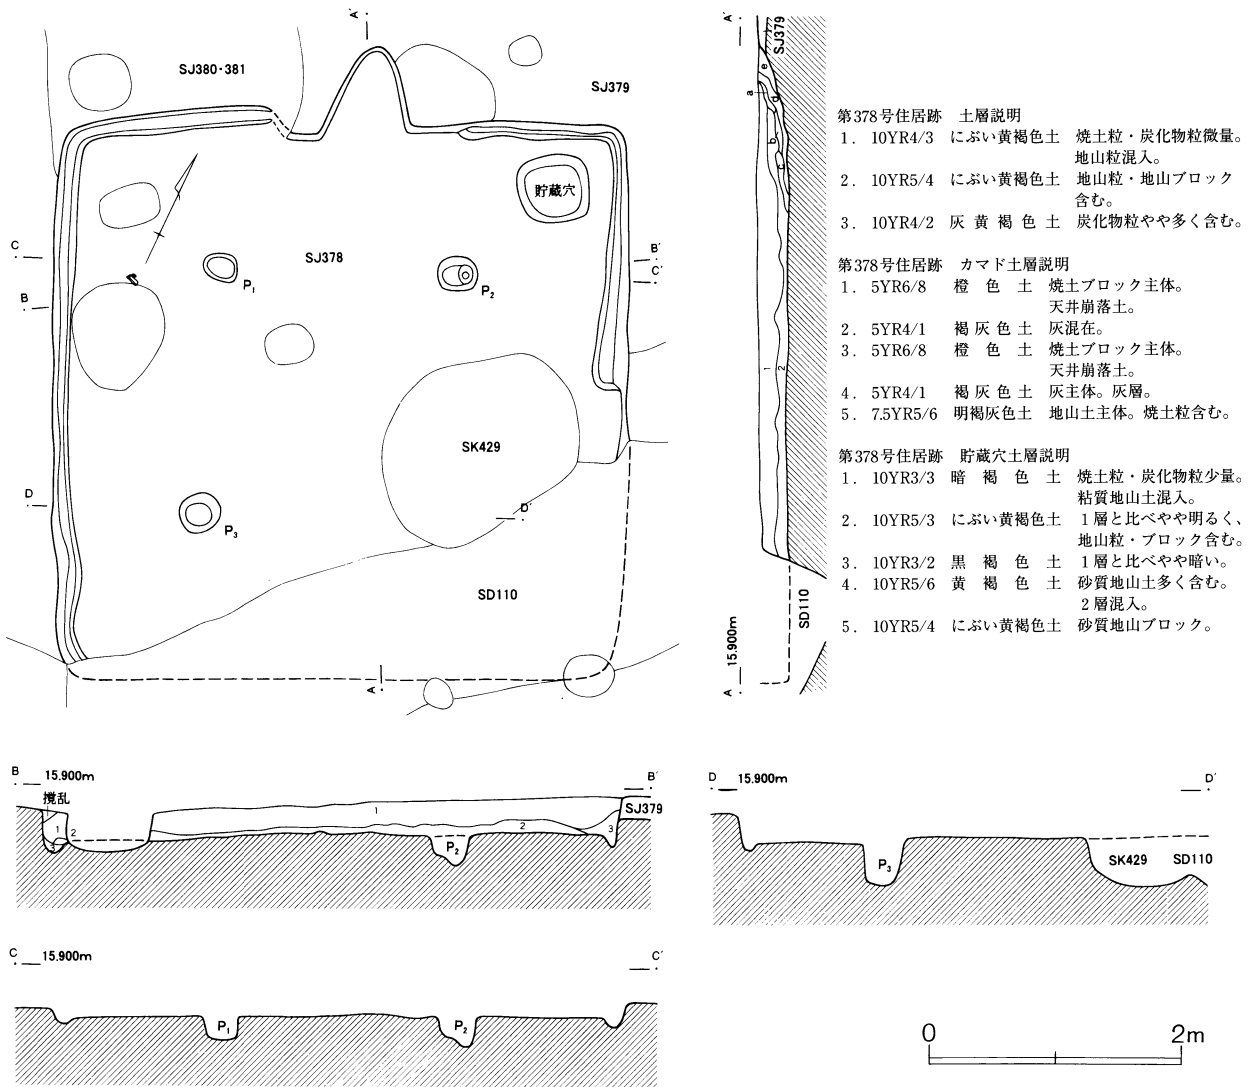 A′
SJ380・381
SJ379
貯蔵穴
C
SJ378
B′
C′
P₁
P₂
B
SK429
D
D′
P₃
SD110
A
A′
SJ379
e
a
d
b
c
1 2
SD110
15.900m
A
第378号住居跡 土層説明
1. 10YR4/3 にぶい黄褐色土 焼土粒・炭化物粒微量。
地山粒混入。
2. 10YR5/4 にぶい黄褐色土 地山粒・地山ブロック
含む。
3. 10YR4/2 灰黄褐色土 炭化物粒やや多く含む。
第378号住居跡 カマド土層説明
1. 5YR6/8 橙色土 焼土ブロック主体。
天井崩落土。
2. 5YR4/1 褐灰色土 灰混在。
3. 5YR6/8 橙色土 焼土ブロック主体。
天井崩落土。
4. 5YR4/1 褐灰色土 灰主体。灰層。
5. 7.5YR5/6 明褐灰色土 地山土主体。焼土粒含む。
第378号住居跡 貯蔵穴土層説明
1. 10YR3/3 暗褐色土 焼土粒・炭化物粒少量。
粘質地山土混入。
2. 10YR5/3 にぶい黄褐色土 1層と比べやや明るく、
地山粒・ブロック含む。
3. 10YR3/2 黒褐色土 1層と比べやや暗い。
4. 10YR5/6 黄褐色土 砂質地山土多く含む。
2層混入。
5. 10YR5/4 にぶい黄褐色土 砂質地山ブロック。
B 15.900m B′
撹乱
1 2 3 1 2 3
SJ379
P₂
D 15.900m D′
P₃
SK429 SD110
C 15.900m C′
P₁ P₂
0 2m